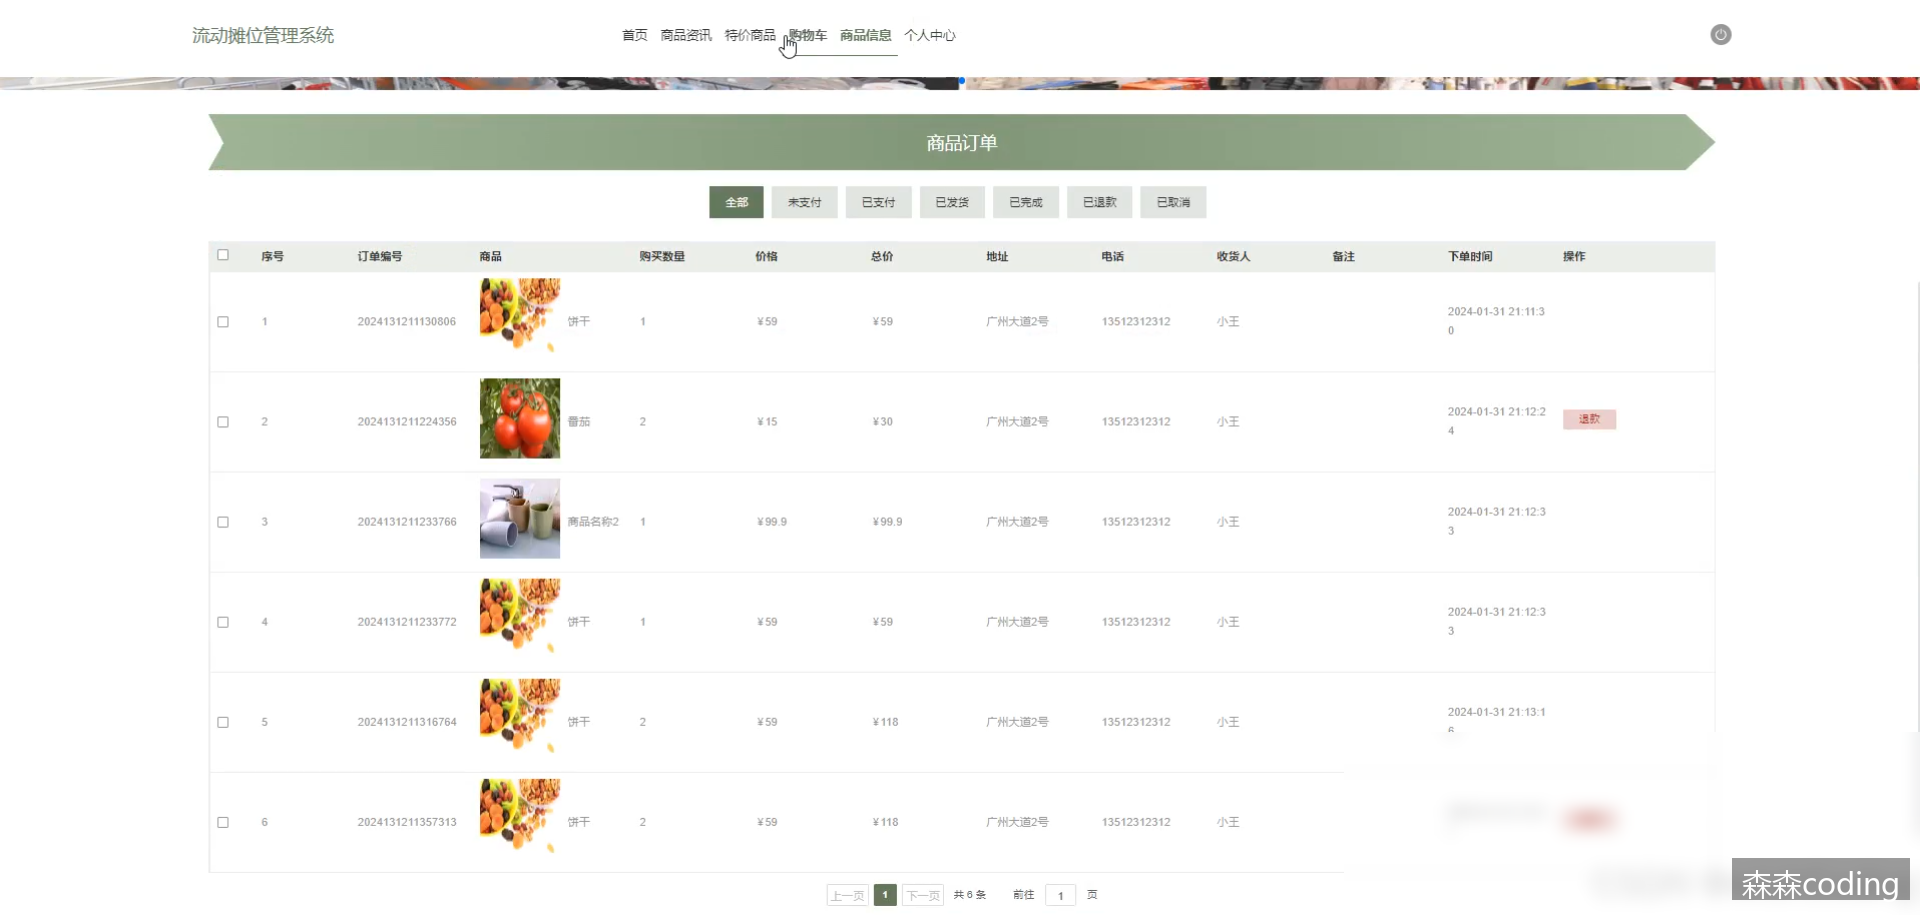 流动摊位管理系统
首页 商品资讯 特价商品 购物车 商品信息 个人中心
商品订单
全部 未支付 已支付 已发货 已完成 已退款 已取消
序号 订单编号 商品 购买数量 价格 总价 地址 电话 收货人 备注 下单时间 操作
1 2024131211130806 饼干 1 ¥59 ¥59 广州大道2号 13512312312 小王 2024-01-31 21:11:3
0
2 2024131211224356 番茄 2 ¥15 ¥30 广州大道2号 13512312312 小王 2024-01-31 21:12:2
4
退款
3 2024131211233766 商品名称2 1 ¥99.9 ¥99.9 广州大道2号 13512312312 小王 2024-01-31 21:12:3
3
4 2024131211233772 饼干 1 ¥59 ¥59 广州大道2号 13512312312 小王 2024-01-31 21:12:3
3
5 2024131211316764 饼干 2 ¥59 ¥118 广州大道2号 13512312312 小王 2024-01-31 21:13:1
6
6 2024131211357313 饼干 2 ¥59 ¥118 广州大道2号 13512312312 小王
上一页 1 下一页 共 6 条 前往 1 页
森森coding